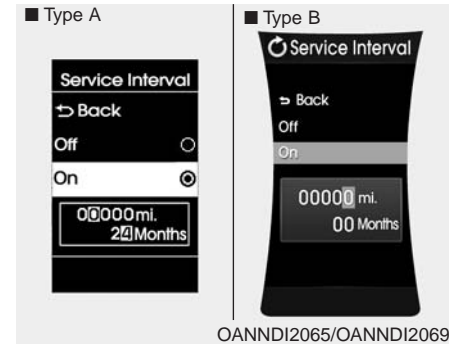 ■ Type A
Service Interval
Back
Off
On
00000mi.
24Months
■ Type B
Service Interval
Back
Off
On
00000 mi.
00 Months
OANNDI2065/OANNDI2069